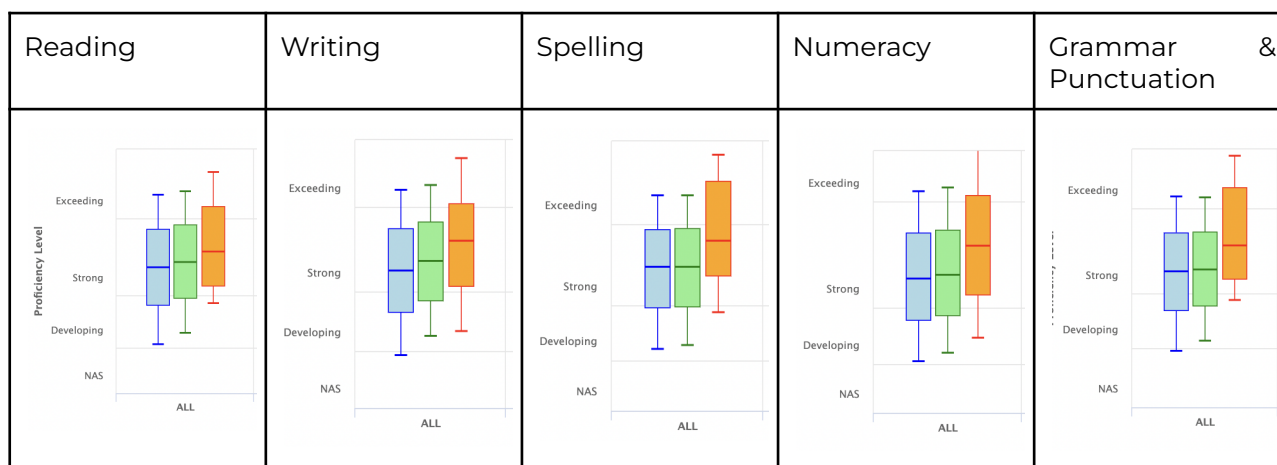 Reading
Writing
Spelling
Numeracy
Grammar &
Punctuation
Proficiency Level
Exceeding
Strong
Developing
NAS
ALL
Exceeding
Strong
Developing
NAS
ALL
Exceeding
Strong
Developing
NAS
ALL
Exceeding
Strong
Developing
NAS
ALL
Exceeding
Strong
Developing
NAS
ALL